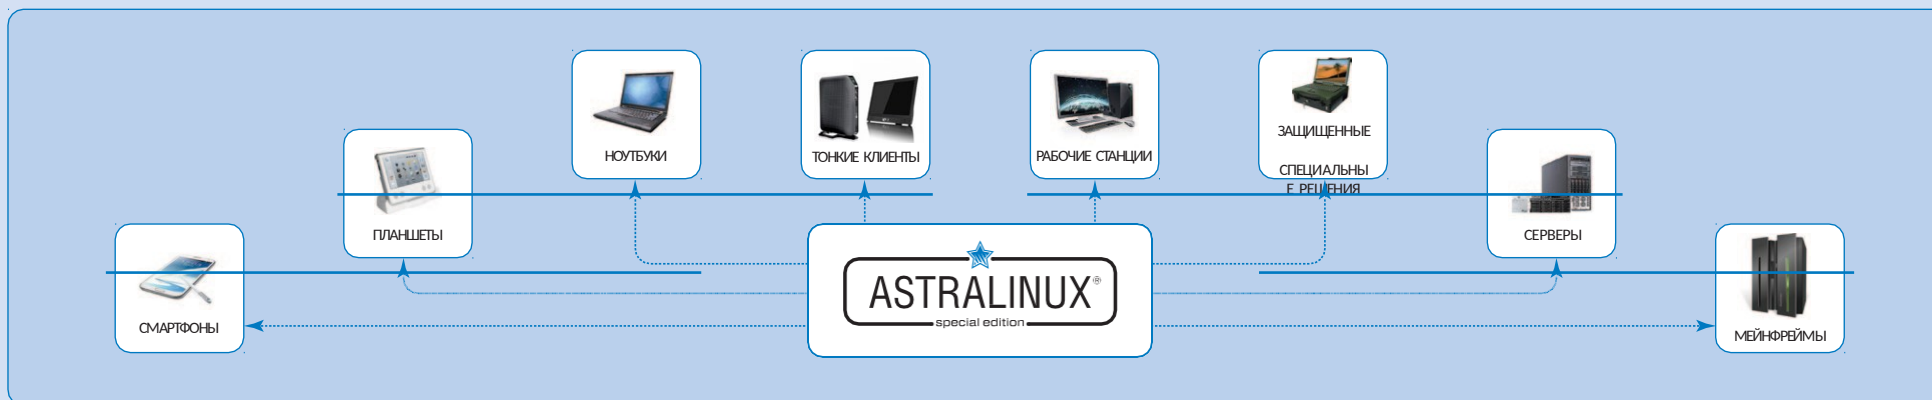 НОУТБУКИ
ТОНКИЕ КЛИЕНТЫ
РАБОЧИЕ СТАНЦИИ
ЗАЩИЩЕННЫЕ
СПЕЦИАЛЬНЫ
Е РЕШЕНИЯ
ПЛАНШЕТЫ
СЕРВЕРЫ
СМАРТФОНЫ
ASTRALINUX®
special edition
МЕЙНФРЕЙМЫ